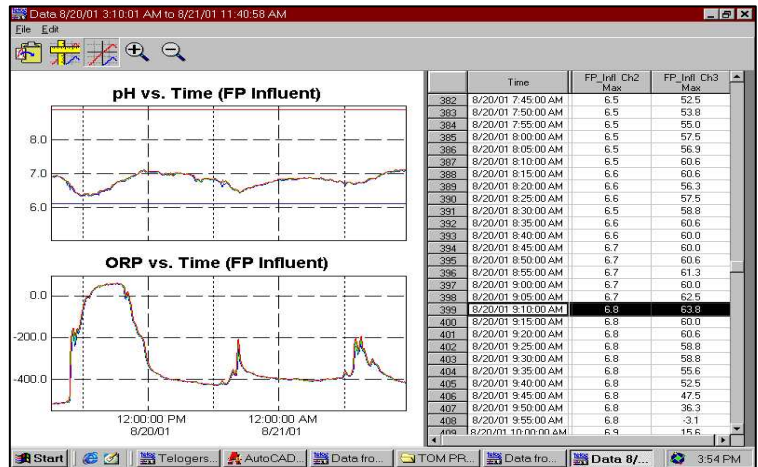 Data 8/20/01 3:10:01 AM to 8/21/01 11:40:58 AM
File Edit
pH vs. Time (FP Influent)
8.0
7.0
6.0
ORP vs. Time (FP Influent)
0.0
-200.0
-400.0
12:00:00 PM 12:00:00 AM
8/20/01 8/21/01
Time FP_Infl Ch2 Max FP_Infl Ch3 Max
382 8/20/01 7:45:00 AM 6.5 52.5
383 8/20/01 7:50:00 AM 6.5 53.8
384 8/20/01 7:55:00 AM 6.5 55.0
385 8/20/01 8:00:00 AM 6.5 57.5
386 8/20/01 8:05:00 AM 6.5 56.9
387 8/20/01 8:10:00 AM 6.5 60.6
388 8/20/01 8:15:00 AM 6.6 60.6
389 8/20/01 8:20:00 AM 6.6 56.3
390 8/20/01 8:25:00 AM 6.6 57.5
391 8/20/01 8:30:00 AM 6.5 58.8
392 8/20/01 8:35:00 AM 6.6 60.6
393 8/20/01 8:40:00 AM 6.6 60.0
394 8/20/01 8:45:00 AM 6.7 60.0
395 8/20/01 8:50:00 AM 6.7 60.6
396 8/20/01 8:55:00 AM 6.7 61.3
397 8/20/01 9:00:00 AM 6.7 60.0
398 8/20/01 9:05:00 AM 6.7 62.5
399 8/20/01 9:10:00 AM 6.8 63.8
400 8/20/01 9:15:00 AM 6.8 60.0
401 8/20/01 9:20:00 AM 6.8 60.6
402 8/20/01 9:25:00 AM 6.8 58.8
403 8/20/01 9:30:00 AM 6.8 58.8
404 8/20/01 9:35:00 AM 6.8 55.6
405 8/20/01 9:40:00 AM 6.8 52.5
406 8/20/01 9:45:00 AM 6.8 47.5
407 8/20/01 9:50:00 AM 6.8 36.3
408 8/20/01 9:55:00 AM 6.8 -3.1
409 8/20/01 10:00:00 AM 6.9 15.6
Start Telogers... AutoCAD... Data fro... TOM PR... Data fro... Data 8/... 3:54 PM